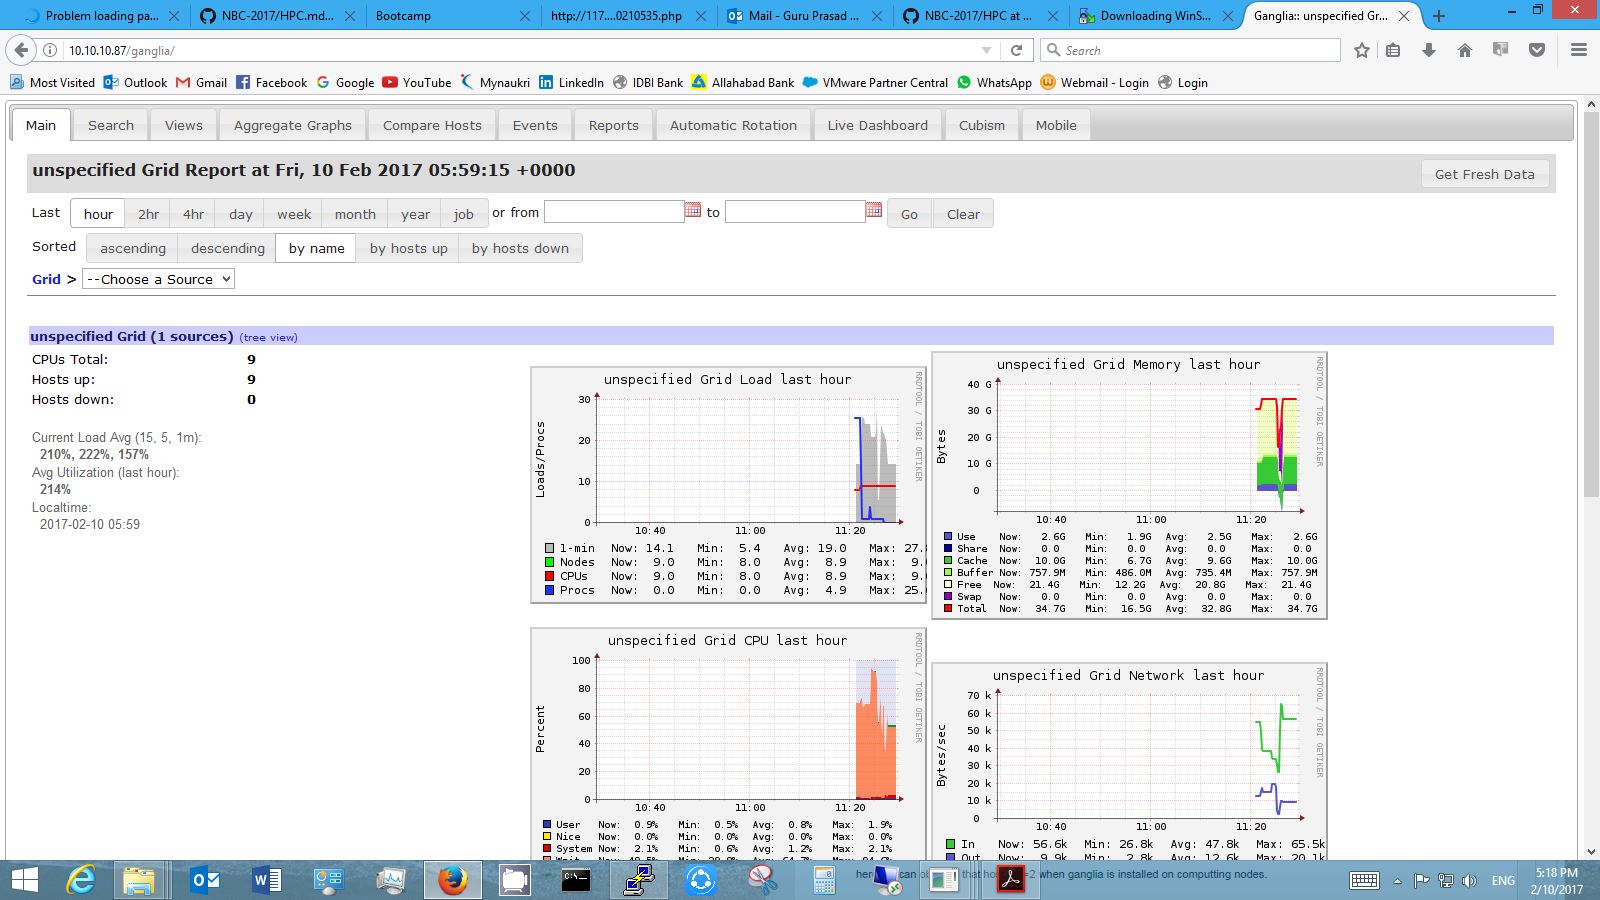 Problem loading pa... NBC-2017/HPC.md... Bootcamp http://117....0210535.php Mail - Guru Prasad ... NBC-2017/HPC at ... Downloading WinS... Ganglia:: unspecified Gr...
10.10.10.87/ganglia/ Search
Most Visited Outlook Gmail Facebook Google YouTube Mynaukri LinkedIn IDBI Bank Allahabad Bank VMware Partner Central WhatsApp Webmail - Login Login
Main Search Views Aggregate Graphs Compare Hosts Events Reports Automatic Rotation Live Dashboard Cubism Mobile
unspecified Grid Report at Fri, 10 Feb 2017 05:59:15 +0000 Get Fresh Data
Last hour 2hr 4hr day week month year job or from to Go Clear
Sorted ascending descending by name by hosts up by hosts down
Grid > --Choose a Source
unspecified Grid (1 sources) (tree view)
CPUs Total: 9
Hosts up: 9
Hosts down: 0
Current Load Avg (15, 5, 1m):
210%, 222%, 157%
Avg Utilization (last hour):
214%
Localtime:
2017-02-10 05:59
unspecified Grid Load last hour
RRDTOOL / TOBI OETIKER
Loads/Procs
30
20
10
0
10:40 11:00 11:20
1-min Now: 14.1 Min: 5.4 Avg: 19.0 Max: 27.
Nodes Now: 9.0 Min: 8.0 Avg: 8.9 Max: 9.
CPUs Now: 9.0 Min: 8.0 Avg: 8.9 Max: 9.
Procs Now: 0.0 Min: 0.0 Avg: 4.9 Max: 25.
unspecified Grid Memory last hour
RRDTOOL / TOBI OETIKER
Bytes
40 G
30 G
20 G
10 G
0
10:40 11:00 11:20
Use Now: 2.6G Min: 1.9G Avg: 2.5G Max: 2.6G
Share Now: 0.0 Min: 0.0 Avg: 0.0 Max: 0.0
Cache Now: 10.0G Min: 6.7G Avg: 9.6G Max: 10.0G
Buffer Now: 757.9M Min: 486.0M Avg: 735.4M Max: 757.9M
Free Now: 21.4G Min: 12.2G Avg: 20.8G Max: 21.4G
Swap Now: 0.0 Min: 0.0 Avg: 0.0 Max: 0.0
Total Now: 34.7G Min: 16.5G Avg: 32.8G Max: 34.7G
unspecified Grid CPU last hour
RRDTOOL / TOBI OETIKER
Percent
100
80
60
40
20
0
10:40 11:00 11:20
User Now: 0.9% Min: 0.5% Avg: 0.8% Max: 1.9%
Nice Now: 0.0% Min: 0.0% Avg: 0.0% Max: 0.0%
System Now: 2.1% Min: 0.6% Avg: 1.2% Max: 2.1%
unspecified Grid Network last hour
RRDTOOL / TOBI OETIKER
Bytes/sec
70 k
60 k
50 k
40 k
30 k
20 k
10 k
0
10:40 11:00 11:20
In Now: 56.6k Min: 26.8k Avg: 47.8k Max: 65.5k
Out Now: 9.9k Min: 2.8k Avg: 12.6k Max: 20.1k
when ganglia is installed on computting nodes.
ENG
5:18 PM
2/10/2017